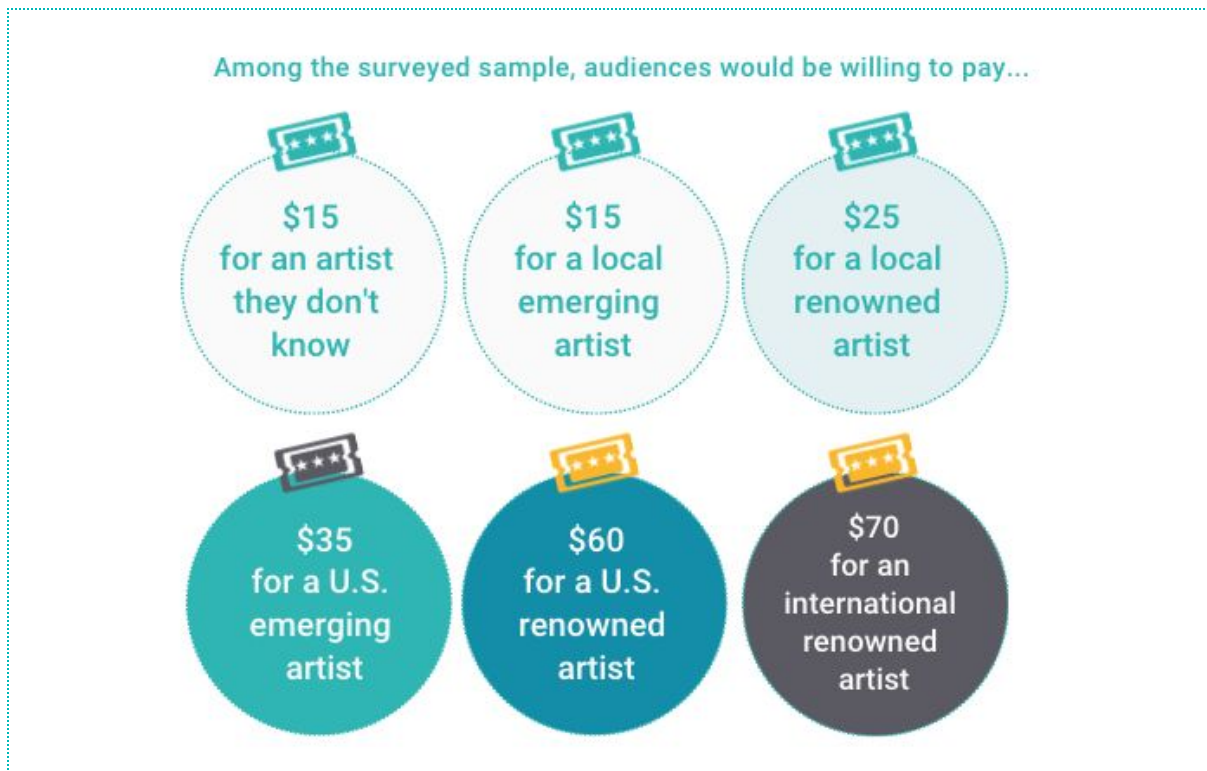 Among the surveyed sample, audiences would be willing to pay...
$15
for an artist
they don't
know
$15
for a local
emerging
artist
$25
for a local
renowned
artist
$35
for a U.S.
emerging
artist
$60
for a U.S.
renowned
artist
$70
for an
international
renowned
artist